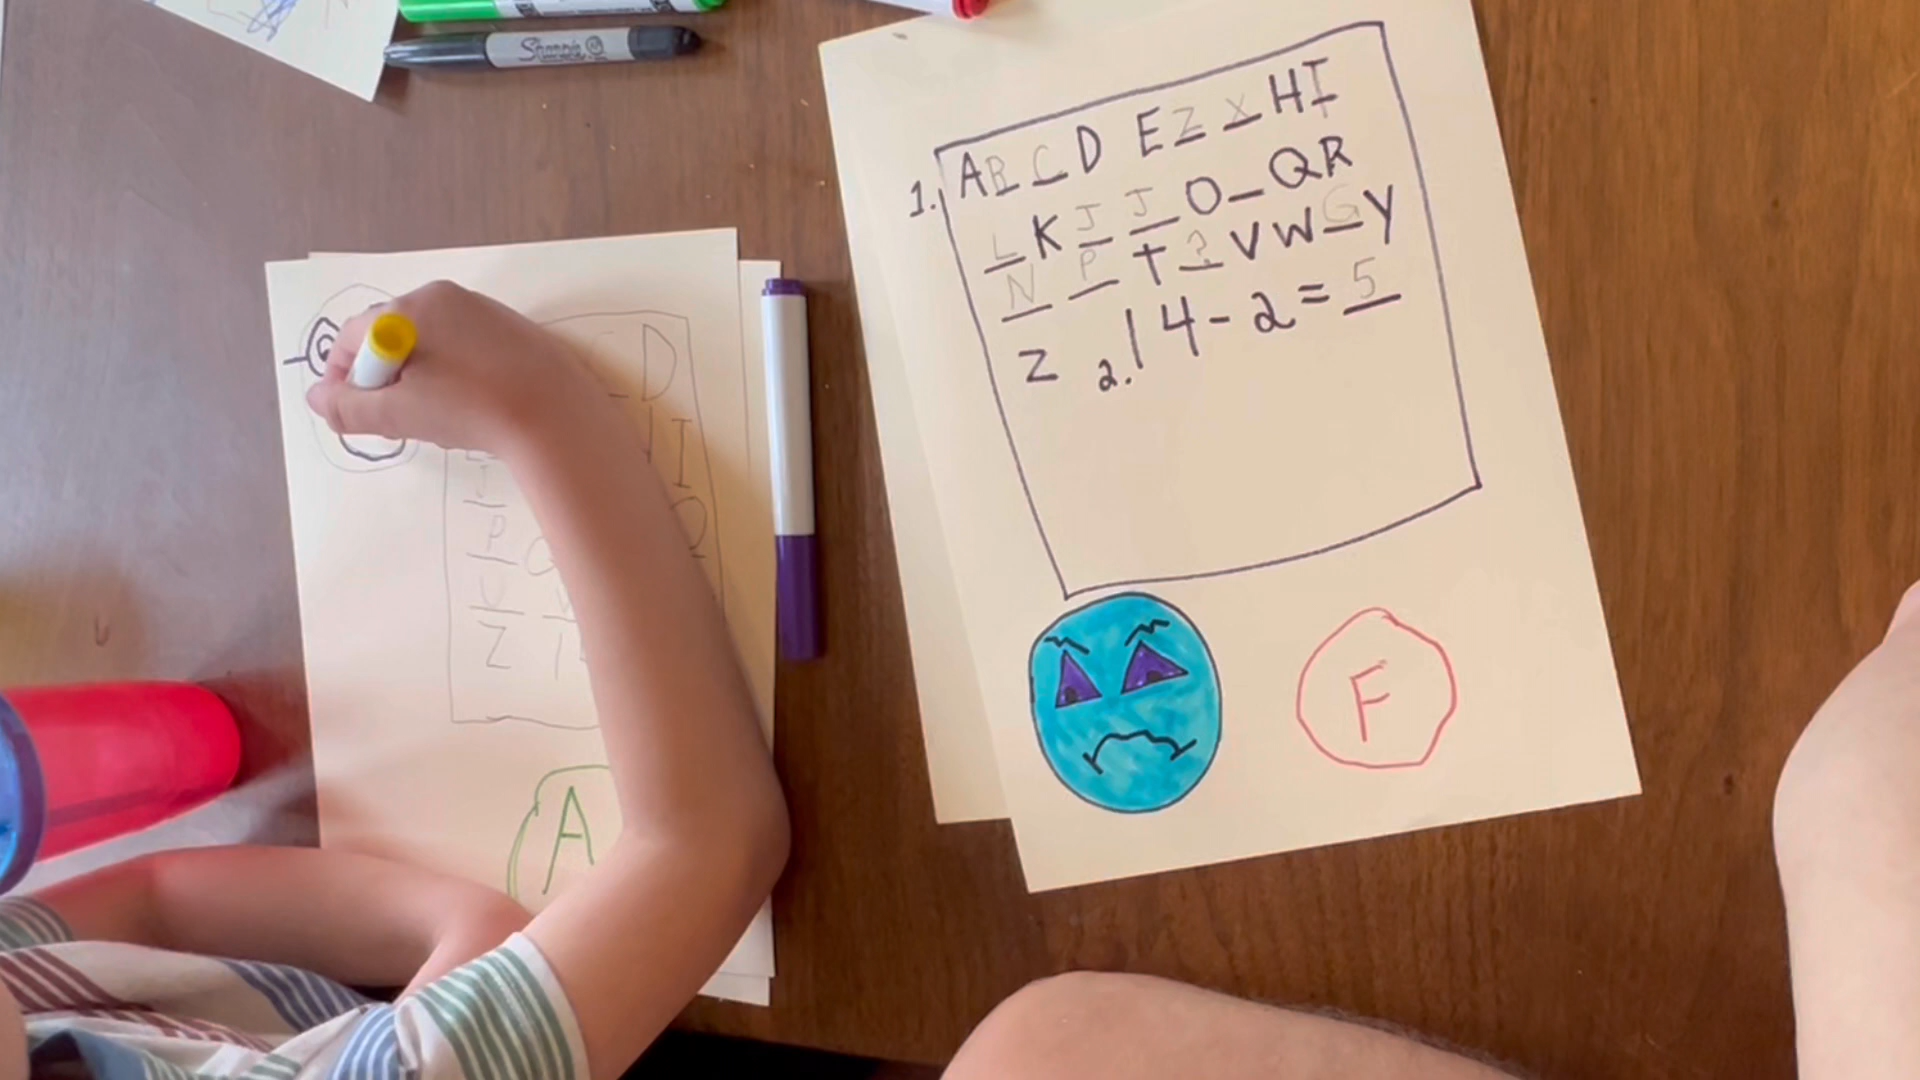 Sharpie
1. A B C D E Z X H I
L K J J O _ Q R
N P T ? V W G Y
Z 2. 14 - 2 = 5
F
D
I
P
U
Z
A